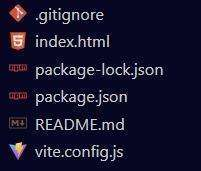 .gitignore
index.html
package-lock.json
package.json
README.md
vite.config.js